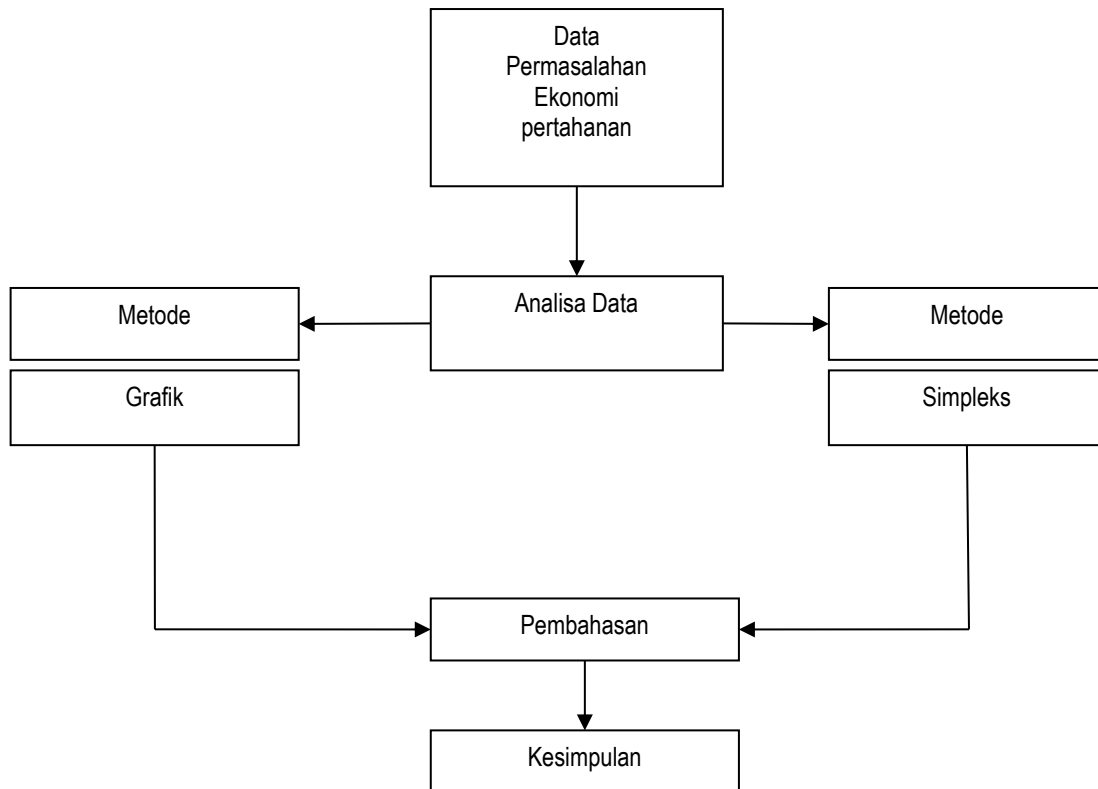 Data
Permasalahan
Ekonomi
pertahanan
Analisa Data
Metode
Metode
Grafik
Simpleks
Pembahasan
Kesimpulan